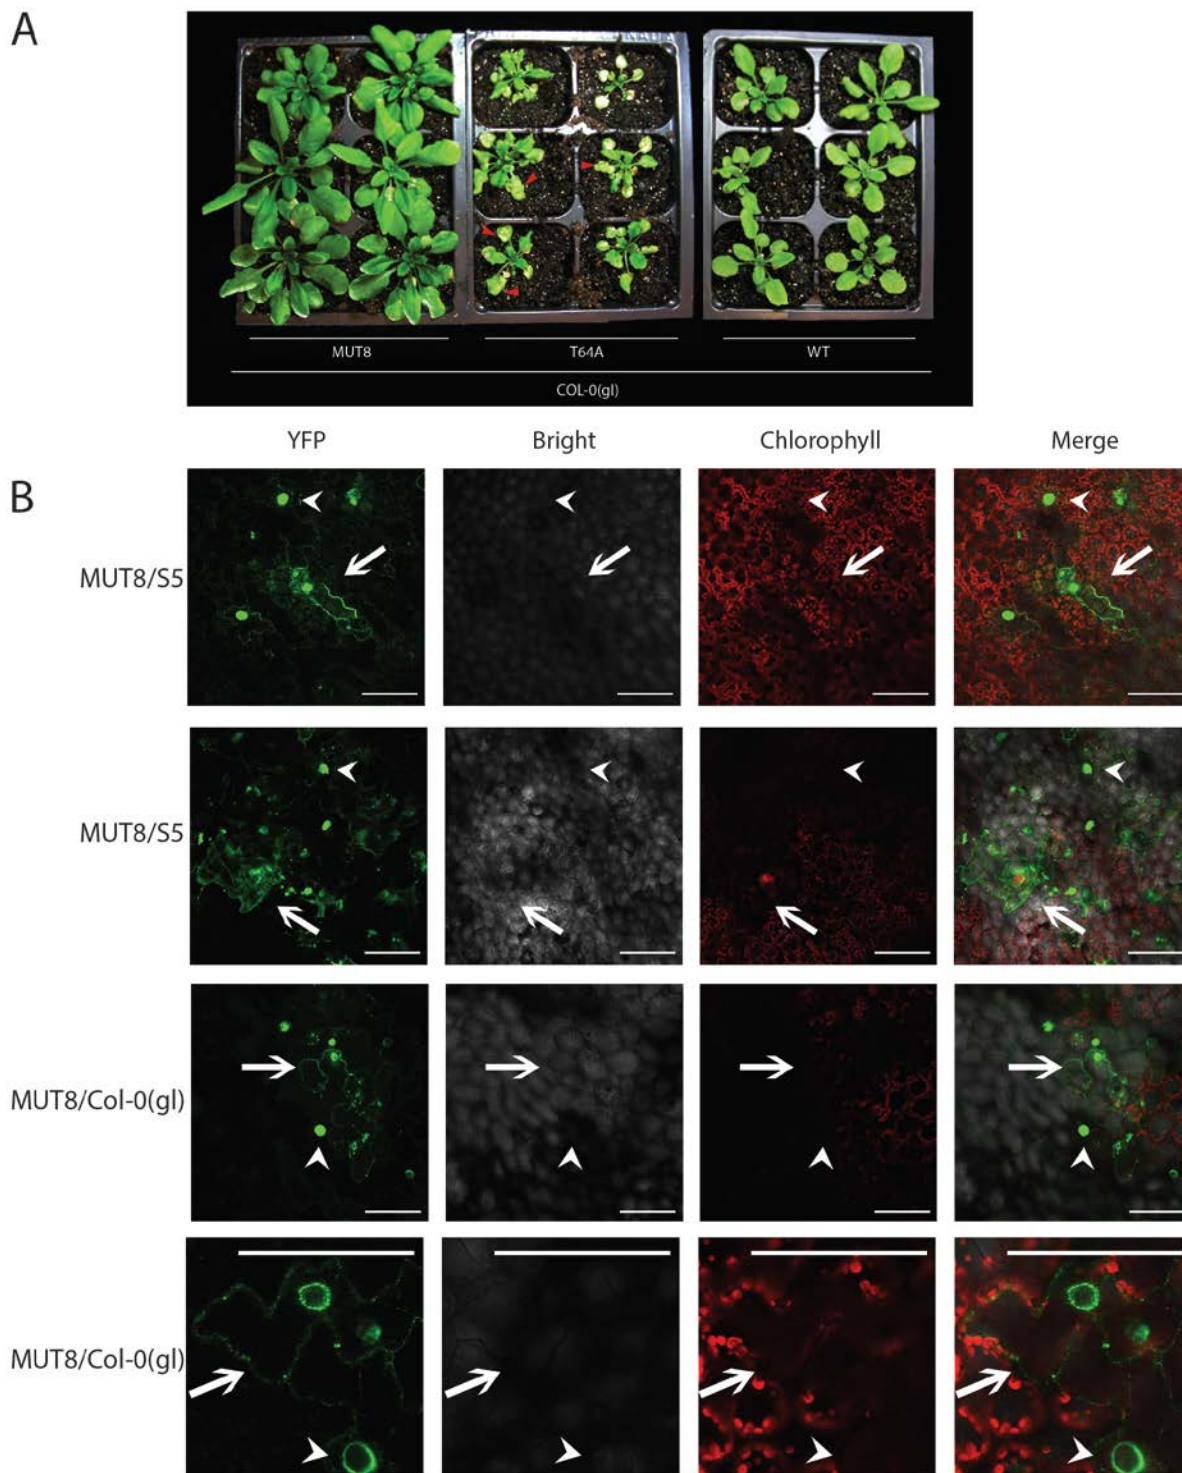 A
MUT8 T64A WT
COL-0(gl)
YFP Bright Chlorophyll Merge
B
MUT8/S5
MUT8/S5
MUT8/Col-0(gl)
MUT8/Col-0(gl)